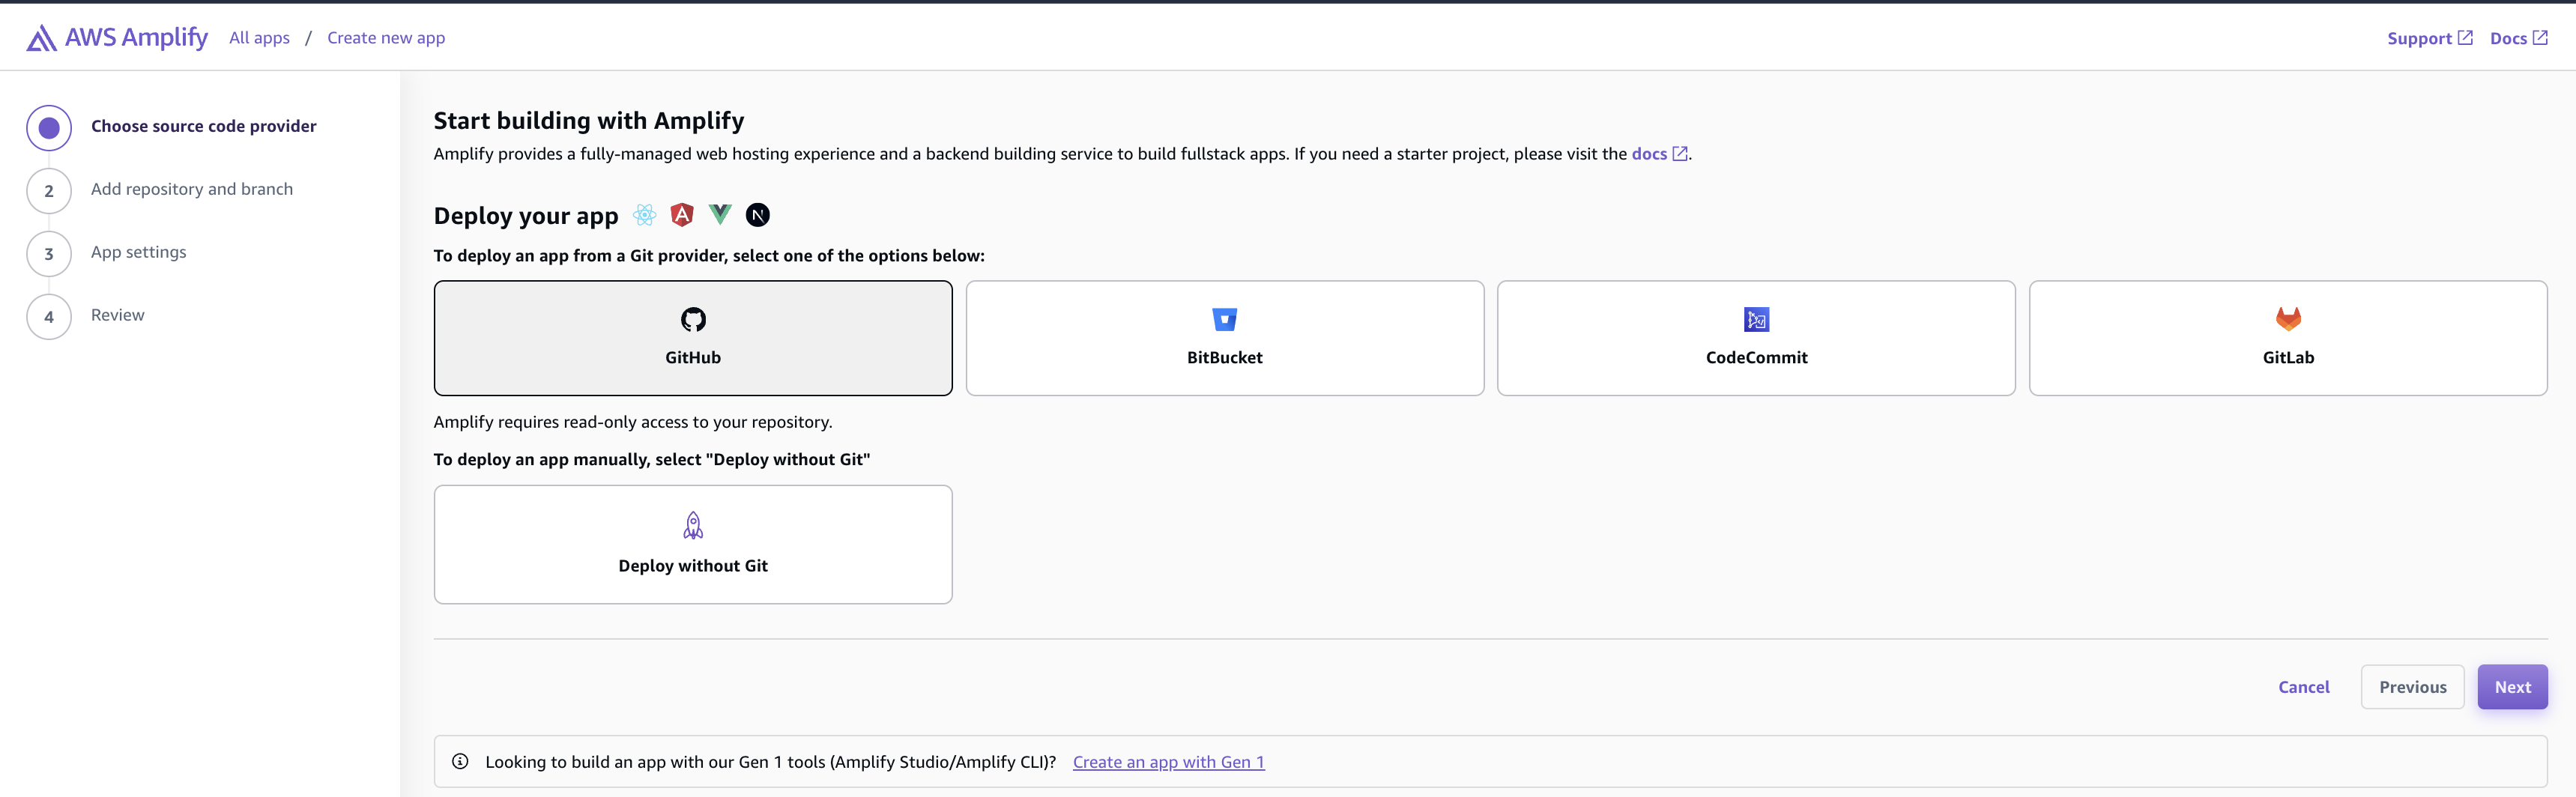 AWS Amplify All apps / Create new app Support Docs
Choose source code provider
2 Add repository and branch
3 App settings
4 Review
Start building with Amplify
Amplify provides a fully-managed web hosting experience and a backend building service to build fullstack apps. If you need a starter project, please visit the docs.
Deploy your app
To deploy an app from a Git provider, select one of the options below:
GitHub
BitBucket
CodeCommit
GitLab
Amplify requires read-only access to your repository.
To deploy an app manually, select "Deploy without Git"
Deploy without Git
Cancel Previous Next
Looking to build an app with our Gen 1 tools (Amplify Studio/Amplify CLI)? Create an app with Gen 1